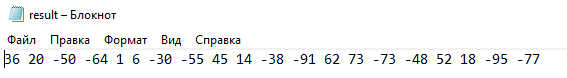 result – Блокнот
Файл Правка Формат Вид Справка
36 20 -50 -64 1 6 -30 -55 45 14 -38 -91 62 73 -73 -48 52 18 -95 -77